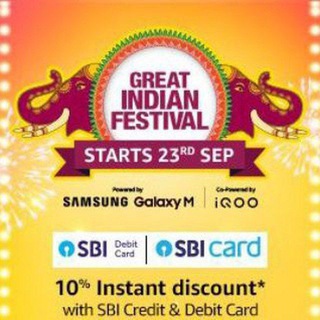 GREAT
INDIAN
FESTIVAL
STARTS 23RD SEP
Powered by
SAMSUNG Galaxy M
Co-Powered by
iQOO
SBI Debit Card
SBI card
10% Instant discount*
with SBI Credit & Debit Card